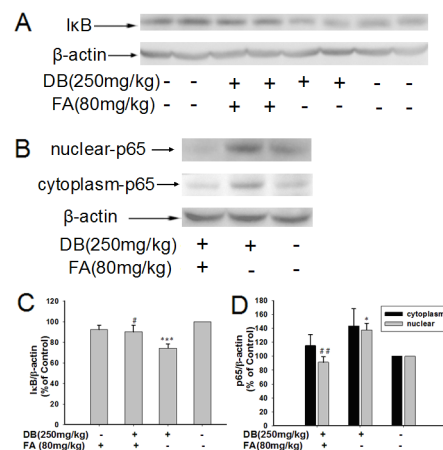 A
IκB
β-actin
DB(250mg/kg) - - + + + + - -
FA(80mg/kg) - - + + - - - -
B
nuclear-p65
cytoplasm-p65
β-actin
DB(250mg/kg) + + -
FA(80mg/kg) + - -
C
IκB/β-actin
(% of Control)
120
100
80
60
40
20
0
#
***
DB(250mg/kg) - + + -
FA (80mg/kg) + + - -
D
p65/β-actin
(% of Control)
160
140
120
100
80
60
40
20
0
cytoplasm
nuclear
##
*
DB(250mg/kg) + + -
FA(80mg/kg) + - -